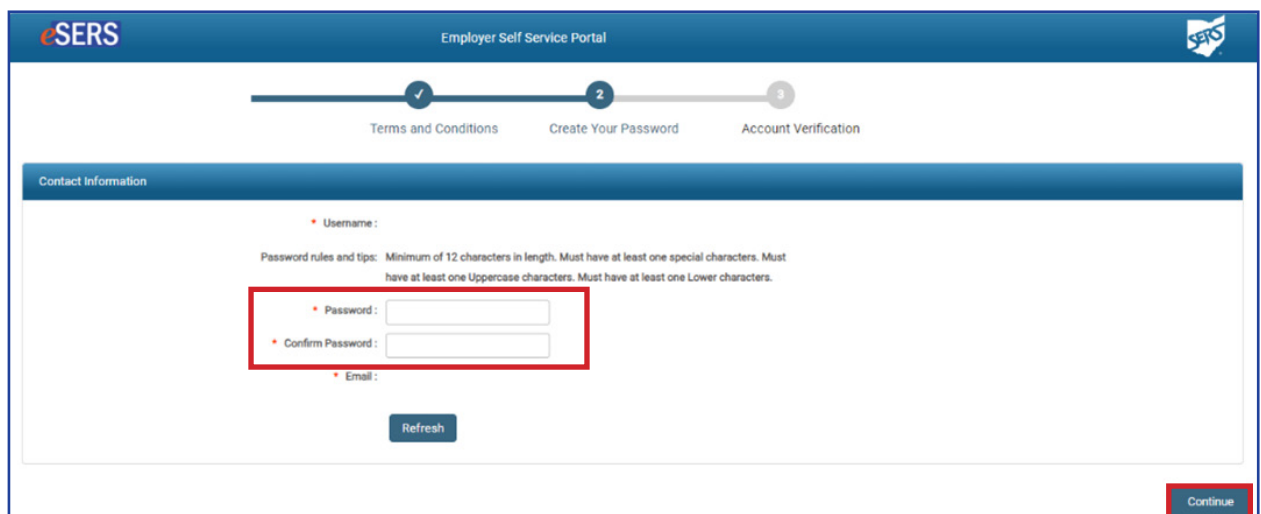 eSERS
Employer Self Service Portal
SERS
✓
2
3
Terms and Conditions
Create Your Password
Account Verification
Contact Information
* Username :
Password rules and tips: Minimum of 12 characters in length. Must have at least one special characters. Must
have at least one Uppercase characters. Must have at least one Lower characters.
* Password :
* Confirm Password :
* Email :
Refresh
Continue